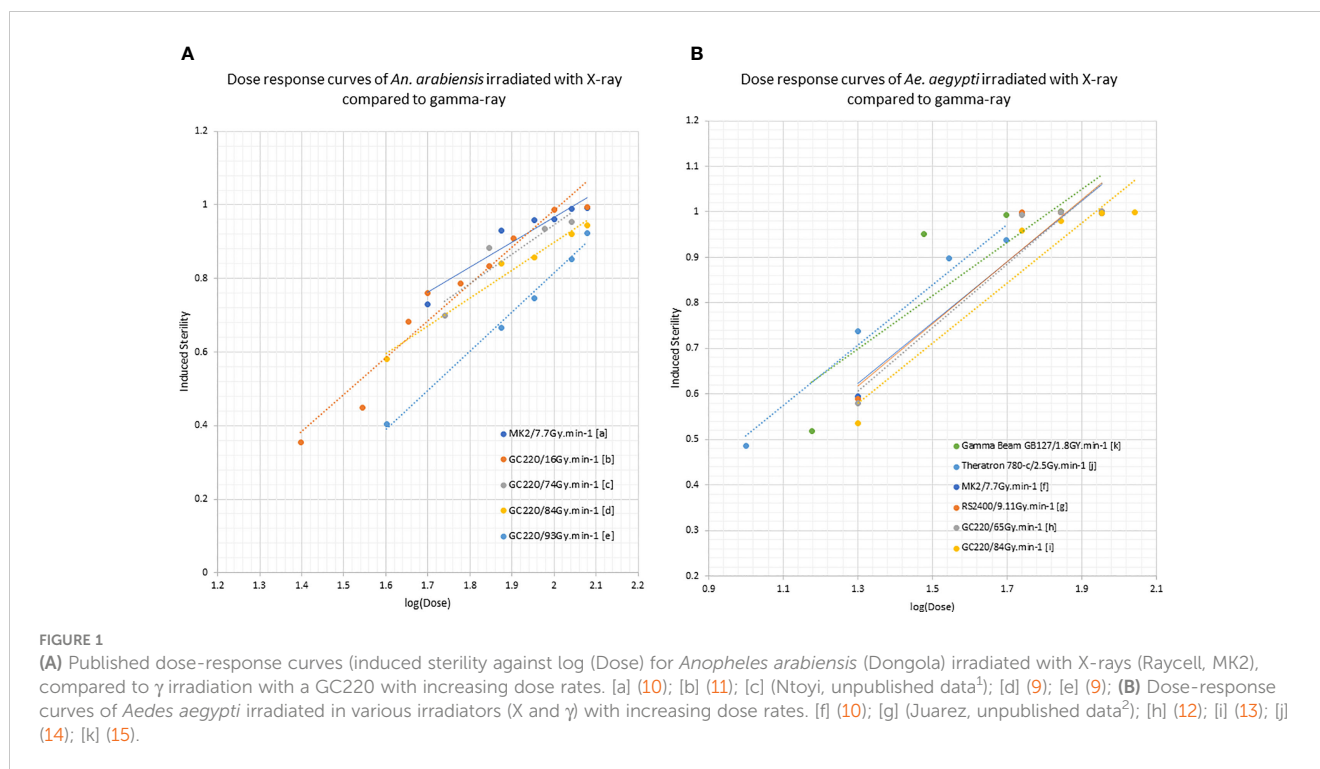 A
Dose response curves of An. arabiensis irradiated with X-ray
compared to gamma-ray
1.2
1
0.8
0.6
0.4
0.2
0
Induced Sterility
1.2
1.3
1.4
1.5
1.6
1.7
1.8
1.9
2
2.1
2.2
log(Dose)
MK2/7.7Gy.min-1 [a]
GC220/16Gy.min-1 [b]
GC220/74Gy.min-1 [c]
GC220/84Gy.min-1 [d]
GC220/93Gy.min-1 [e]
B
Dose response curves of Ae. aegypti irradiated with X-ray
compared to gamma-ray
1.2
1.1
1
0.9
0.8
0.7
0.6
0.5
0.4
0.3
0.2
Induced Sterility
0.9
1.1
1.3
1.5
1.7
1.9
2.1
log(Dose)
Gamma Beam GB127/1.8GY.min-1 [k]
Theratron 780-c/2.5Gy.min-1 [j]
MK2/7.7Gy.min-1 [f]
RS2400/9.11Gy.min-1 [g]
GC220/65Gy.min-1 [h]
GC220/84Gy.min-1 [i]
FIGURE 1
(A) Published dose-response curves (induced sterility against log (Dose) for Anopheles arabiensis (Dongola) irradiated with X-rays (Raycell, MK2),
compared to γ irradiation with a GC220 with increasing dose rates. [a] (10); [b] (11); [c] (Ntoyi, unpublished data¹); [d] (9); [e] (9); (B) Dose-response
curves of Aedes aegypti irradiated in various irradiators (X and γ) with increasing dose rates. [f] (10); [g] (Juarez, unpublished data²); [h] (12); [i] (13); [j]
(14); [k] (15).